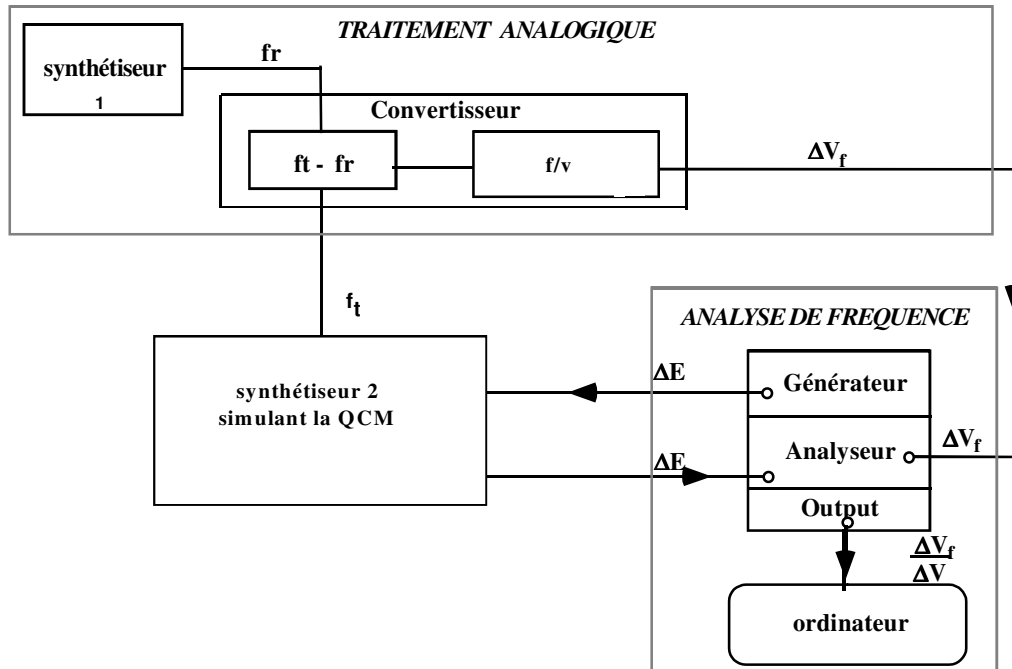 TRAITEMENT ANALOGIQUE
fr
synthétiseur
1
Convertisseur
ft - fr
f/v
ΔVf
ft
ANALYSE DE FREQUENCE
synthétiseur 2
simulant la QCM
ΔE
Générateur
ΔE
Analyseur
ΔVf
Output
ΔVf
ΔV
ordinateur